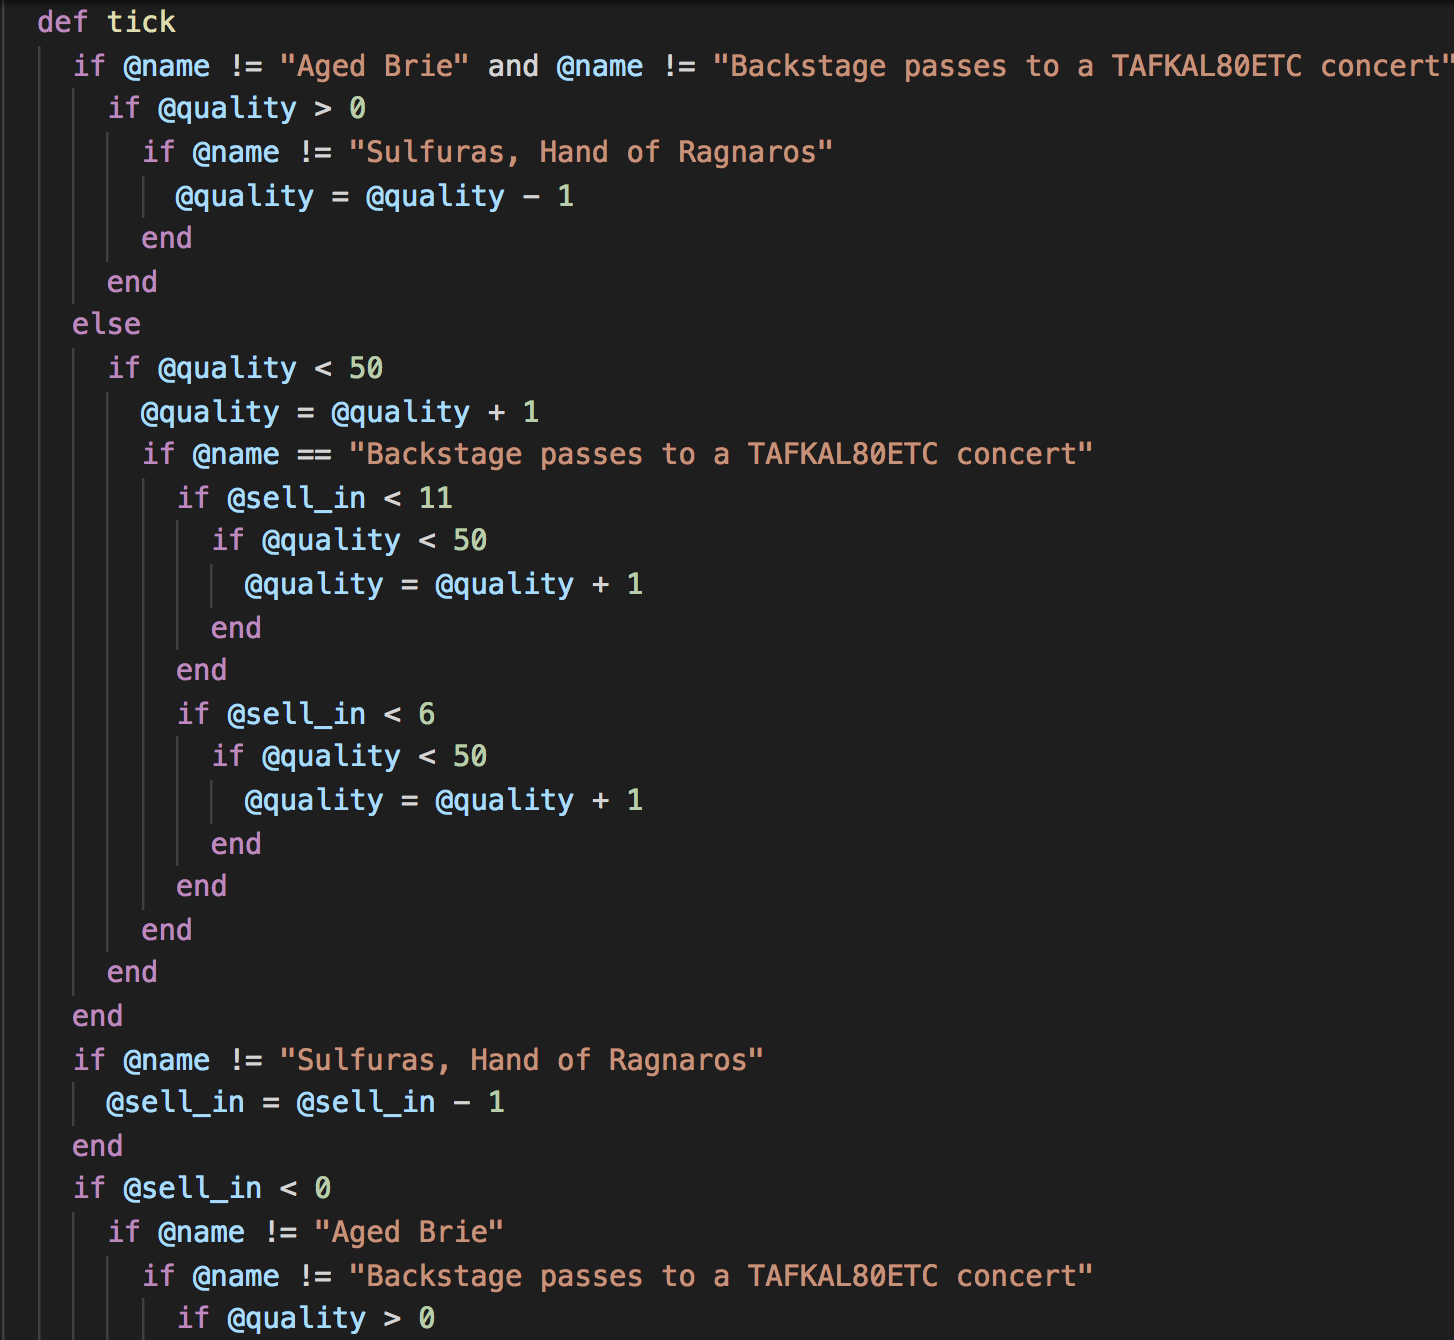 def tick
  if @name != "Aged Brie" and @name != "Backstage passes to a TAFKAL80ETC concert"
    if @quality > 0
      if @name != "Sulfuras, Hand of Ragnaros"
        @quality = @quality - 1
      end
    end
  else
    if @quality < 50
      @quality = @quality + 1
      if @name == "Backstage passes to a TAFKAL80ETC concert"
        if @sell_in < 11
          if @quality < 50
            @quality = @quality + 1
          end
        end
        if @sell_in < 6
          if @quality < 50
            @quality = @quality + 1
          end
        end
      end
    end
  end
  if @name != "Sulfuras, Hand of Ragnaros"
    @sell_in = @sell_in - 1
  end
  if @sell_in < 0
    if @name != "Aged Brie"
      if @name != "Backstage passes to a TAFKAL80ETC concert"
        if @quality > 0